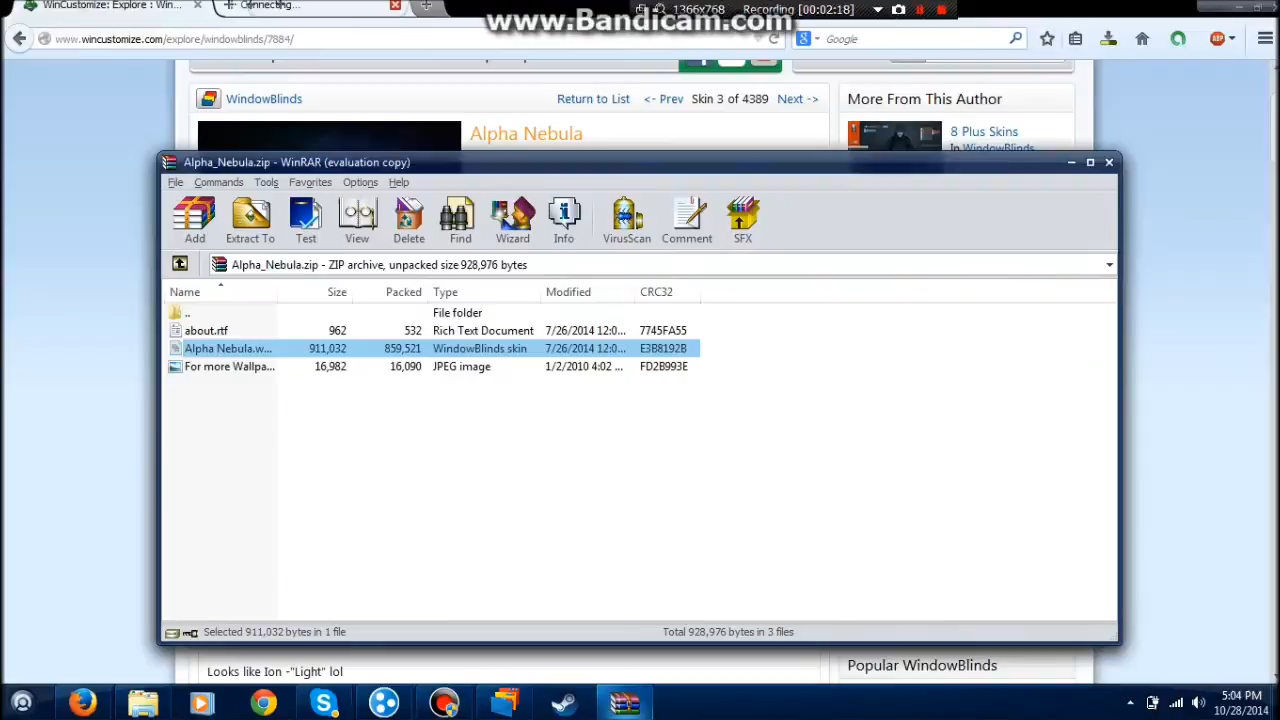 WinCustomize: Explore : Win...
Connecting...
1366x768
Recording [00:02:18]
www.Bandicam.com
www.wincustomize.com/explore/windowblinds/7884/
Google
ABP
WindowBlinds
Return to List
<- Prev
Skin 3 of 4389
Next ->
More From This Author
Alpha Nebula
8 Plus Skins
In WindowBlinds
Alpha_Nebula.zip - WinRAR (evaluation copy)
File
Commands
Tools
Favorites
Options
Help
Add
Extract To
Test
View
Delete
Find
Wizard
Info
VirusScan
Comment
SFX
Alpha_Nebula.zip - ZIP archive, unpacked size 928,976 bytes
Name
Size
Packed
Type
Modified
CRC32
..
File folder
about.rtf
962
532
Rich Text Document
7/26/2014 12:0...
7745FA55
Alpha Nebula.w...
911,032
859,521
WindowBlinds skin
7/26/2014 12:0...
E3B8192B
For more Wallpa...
16,982
16,090
JPEG image
1/2/2010 4:02 ...
FD2B993E
Selected 911,032 bytes in 1 file
Total 928,976 bytes in 3 files
Looks like Ion -"Light" lol
Popular WindowBlinds
5:04 PM
10/28/2014